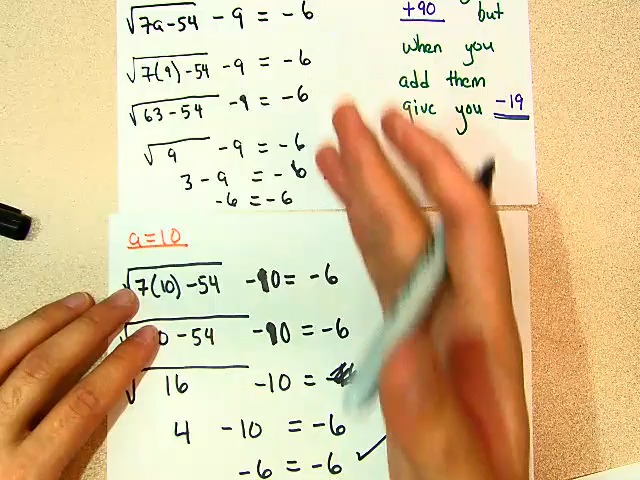 √7a-54 - 9 = -6
√7(9) -54 -9 = -6
√63-54 -9 = -6
√9 -9 = -6
3 - 9 = -6
-6 = -6
+90 but
when you
add them
give you -19
a=10
√7(10) -54 -10 = -6
0 - 54 -10 = -6
√16 -10 =
4 -10 = -6
-6 = -6 ✓